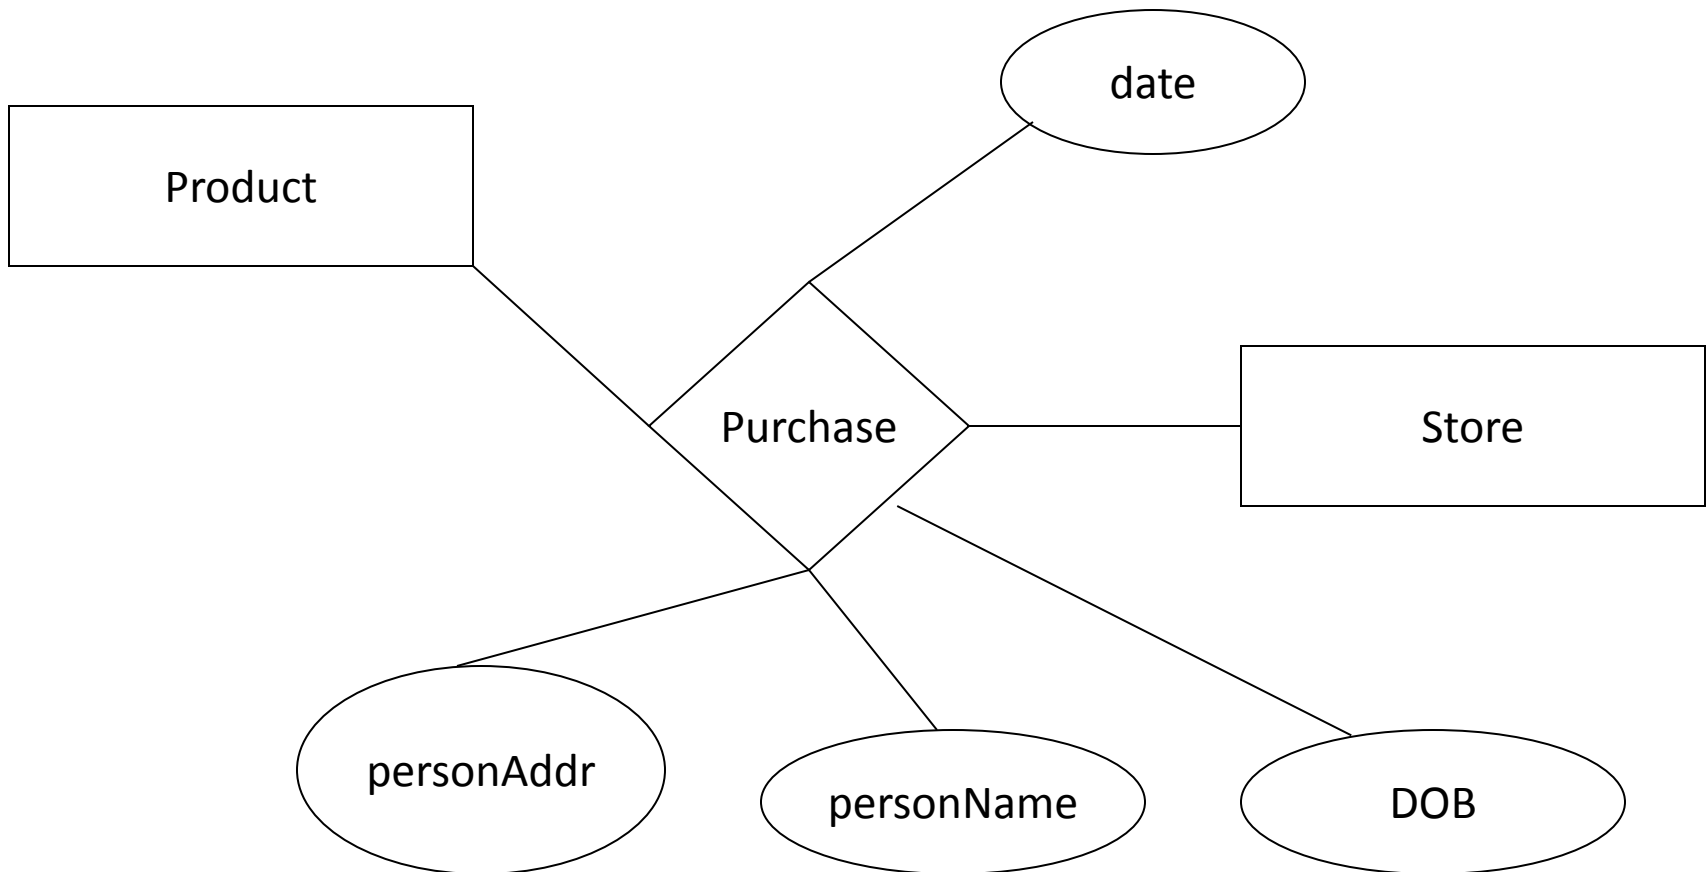 date
Product
Purchase
Store
personAddr
personName
DOB